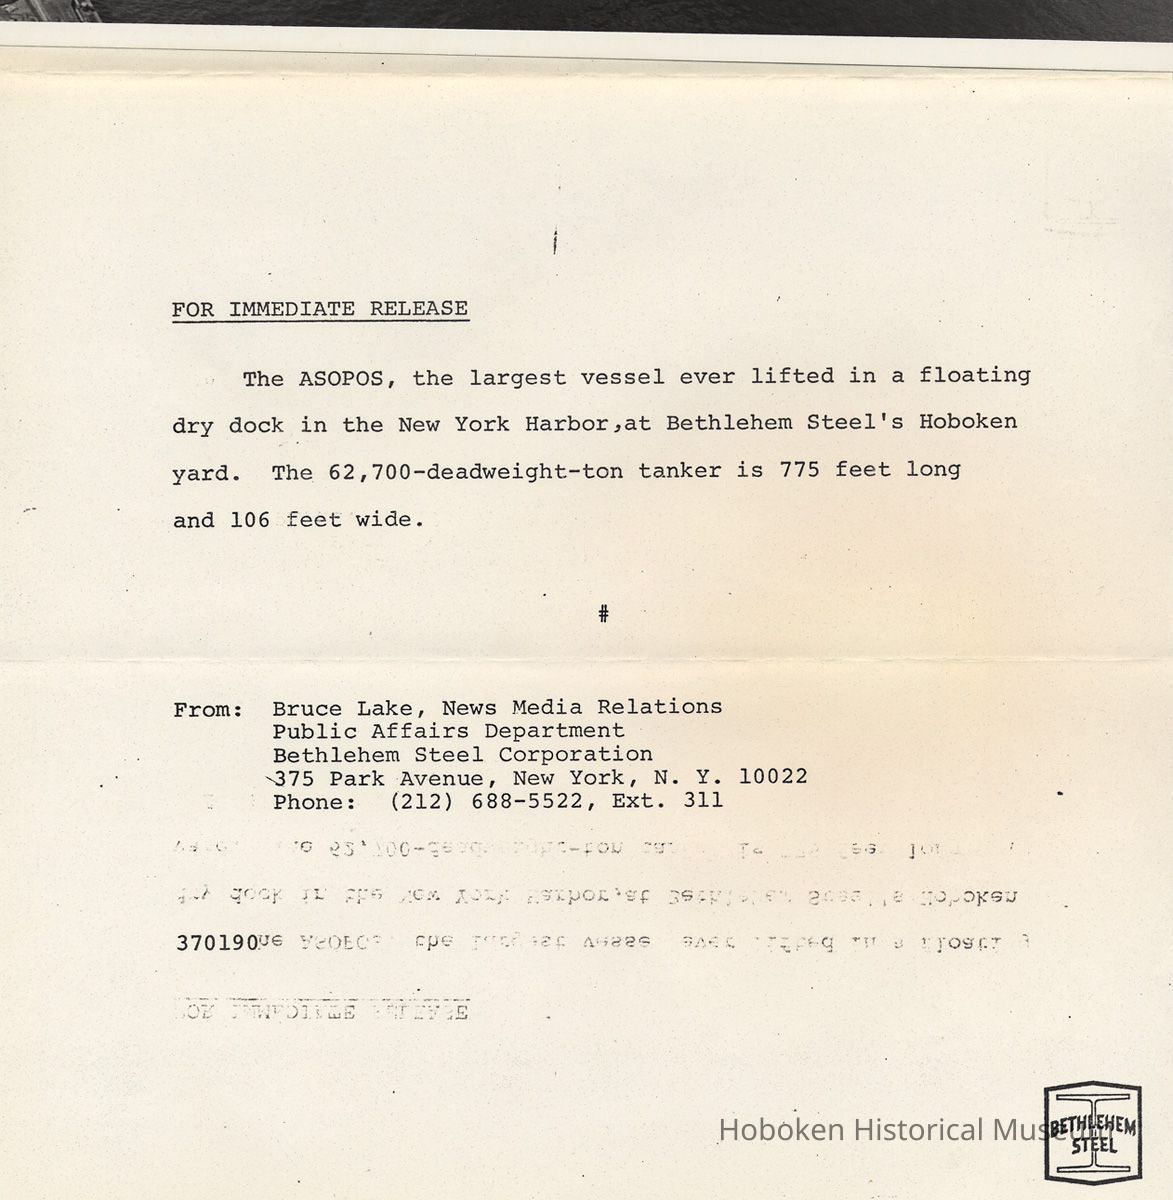 FOR IMMEDIATE RELEASE
The ASOPOS, the largest vessel ever lifted in a floating
dry dock in the New York Harbor,at Bethlehem Steel's Hoboken
yard.  The 62,700-deadweight-ton tanker is 775 feet long
and 106 feet wide.
#
From:  Bruce Lake, News Media Relations
Public Affairs Department
Bethlehem Steel Corporation
375 Park Avenue, New York, N. Y. 10022
Phone:  (212) 688-5522, Ext. 311
370190
Hoboken Historical Museum
BETHLEHEM
STEEL